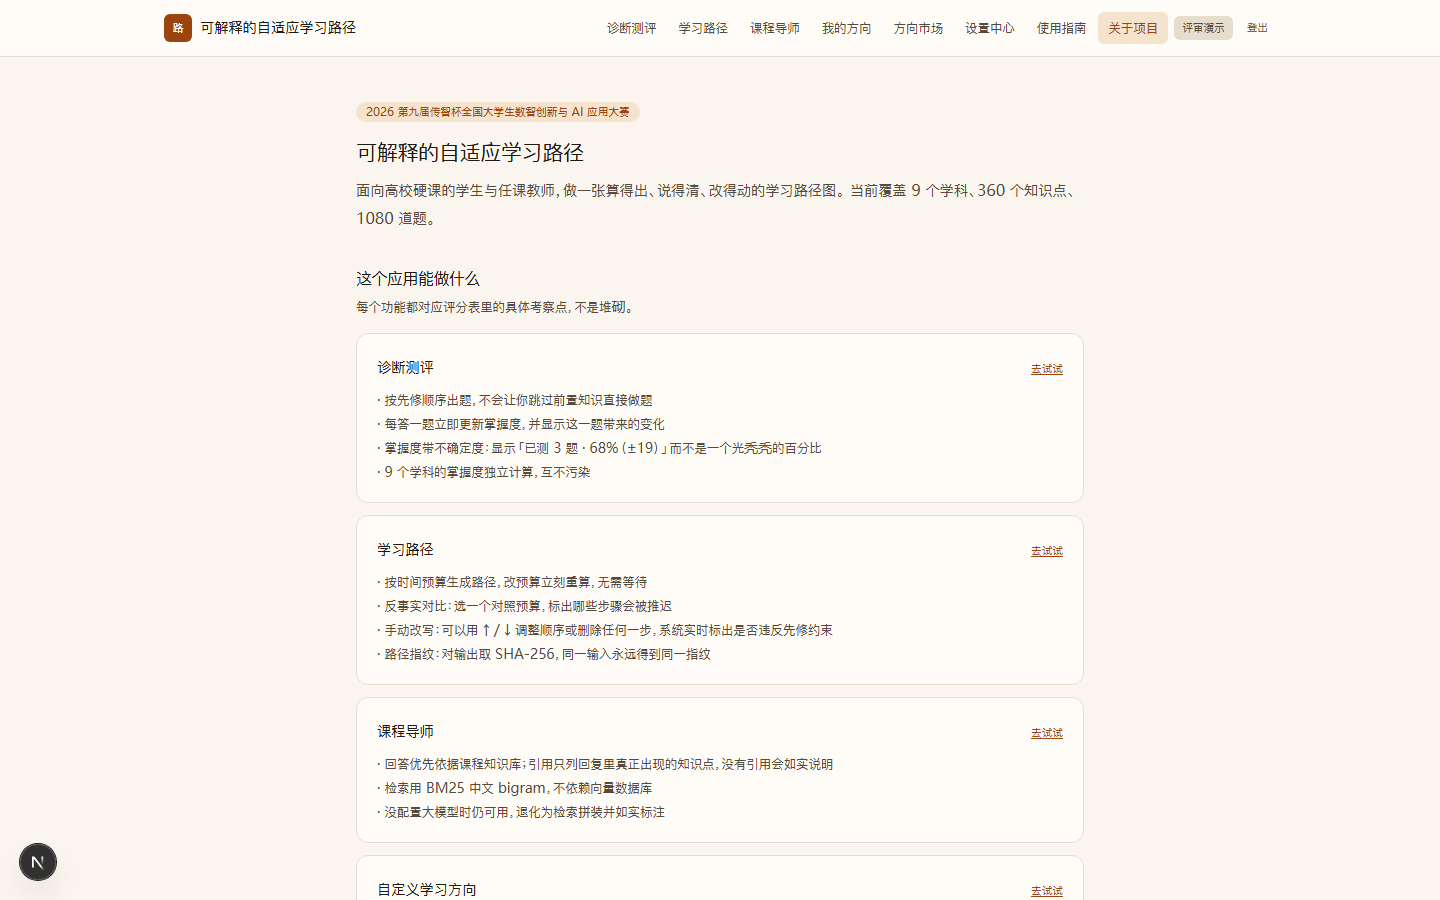 路 可解释的自适应学习路径 诊断测评 学习路径 课程导师 我的方向 方向市场 设置中心 使用指南 关于项目 评审演示 登出
2026 第九届传智杯全国大学生数智创新与 AI 应用大赛
可解释的自适应学习路径
面向高校硬课的学生与任课教师，做一张算得出、说得清、改得动的学习路径图。当前覆盖 9 个学科、360 个知识点、
1080 道题。
这个应用能做什么
每个功能都对应评分表里的具体考察点，不是堆砌。
诊断测评 去试试
· 按先修顺序出题，不会让你跳过前置知识直接做题
· 每答一题立即更新掌握度，并显示这一题带来的变化
· 掌握度带不确定度：显示「已测 3 题 · 68%（±19）」而不是一个光秃秃的百分比
· 9 个学科的掌握度独立计算，互不污染
学习路径 去试试
· 按时间预算生成路径，改预算立刻重算，无需等待
· 反事实对比：选一个对照预算，标出哪些步骤会被推迟
· 手动改写：可以用 ↑ / ↓ 调整顺序或删除任何一步，系统实时标出是否违反先修约束
· 路径指纹：对输出取 SHA-256，同一输入永远得到同一指纹
课程导师 去试试
· 回答优先依据课程知识库；引用只列回复里真正出现的知识点，没有引用会如实说明
· 检索用 BM25 中文 bigram，不依赖向量数据库
· 没配置大模型时仍可用，退化为检索拼装并如实标注
N
自定义学习方向 去试试